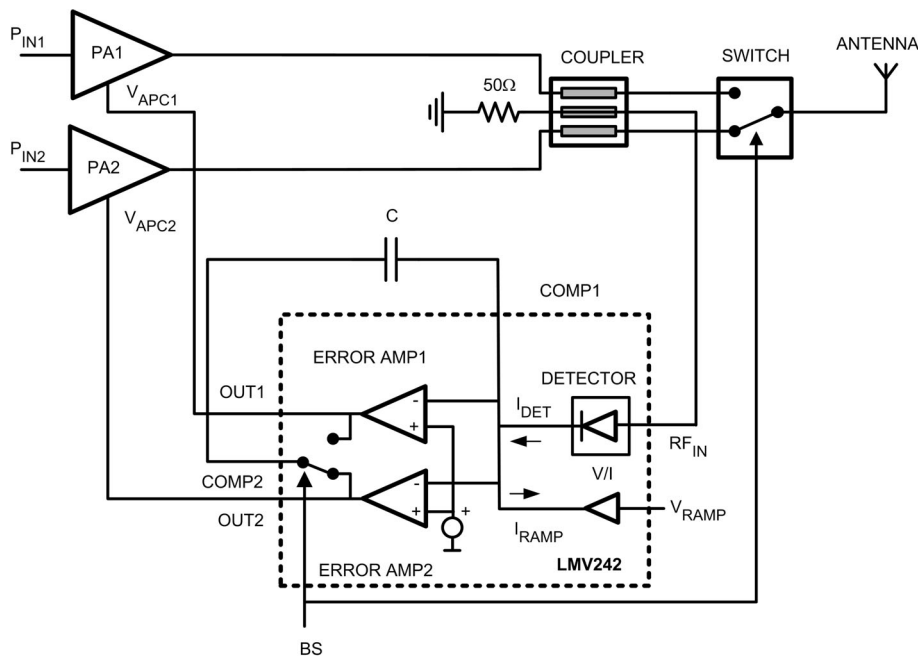 P_IN1
PA1
V_APC1
COUPLER
SWITCH
ANTENNA
50Ω
P_IN2
PA2
V_APC2
C
COMP1
ERROR AMP1
DETECTOR
OUT1
I_DET
-
+
RF_IN
V/I
COMP2
-
OUT2
+
+
I_RAMP
V_RAMP
ERROR AMP2
LMV242
BS